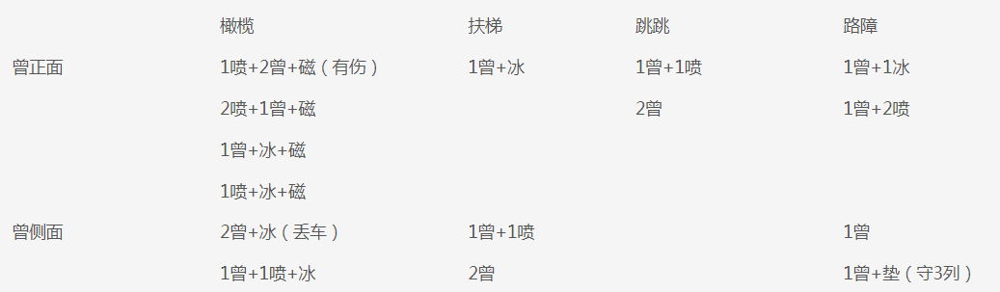 橄榄 扶梯 跳跳 路障
曾正面 1喷+2曾+磁（有伤） 1曾+冰 1曾+1喷 1曾+1冰
2喷+1曾+磁 2曾 1曾+2喷
1曾+冰+磁
1喷+冰+磁
曾侧面 2曾+冰（丢车） 1曾+1喷 1曾
1曾+1喷+冰 2曾 1曾+垫（守3列）